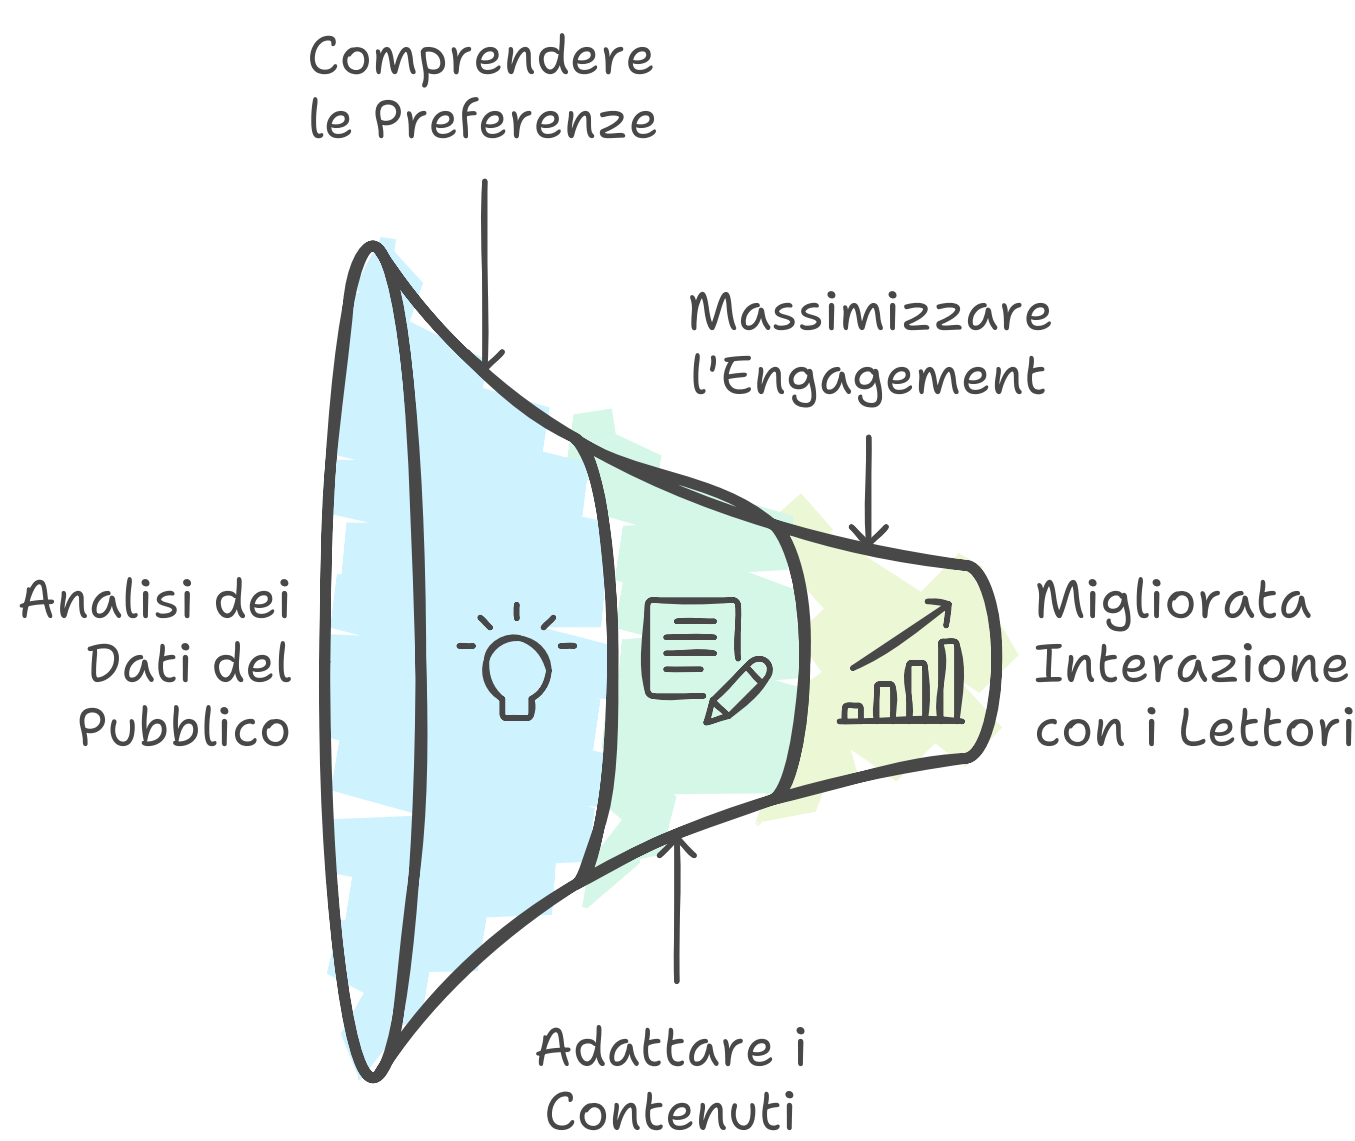 Comprendere
le Preferenze
Massimizzare
l'Engagement
Analisi dei
Dati del
Pubblico
Migliorata
Interazione
con i Lettori
Adattare i
Contenuti